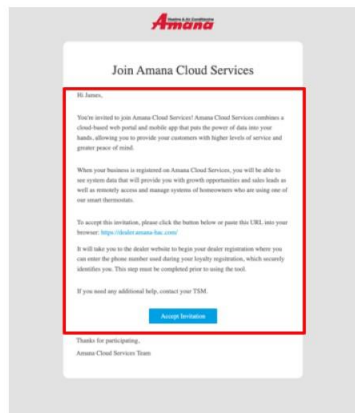 Heating & Air Conditioning
Amana
Join Amana Cloud Services
Hi James,
You're invited to join Amana Cloud Services! Amana Cloud Services combines a
cloud-based web portal and mobile app that puts the power of data into your
hands, allowing you to provide your customers with higher levels of service and
greater peace of mind.
When your business is registered on Amana Cloud Services, you will be able to
see system data that will provide you with growth opportunities and sales leads as
well as remotely access and manage systems of homeowners who are using one of
our smart thermostats.
To accept this invitation, please click the button below or paste this URL into your
browser: https://dealer.amana-hac.com/
It will take you to the dealer website to begin your dealer registration where you
can enter the phone number used during your loyalty registration, which securely
identifies you. This step must be completed prior to using the tool.
If you need any additional help, contact your TSM.
Accept Invitation
Thanks for participating,
Amana Cloud Services Team